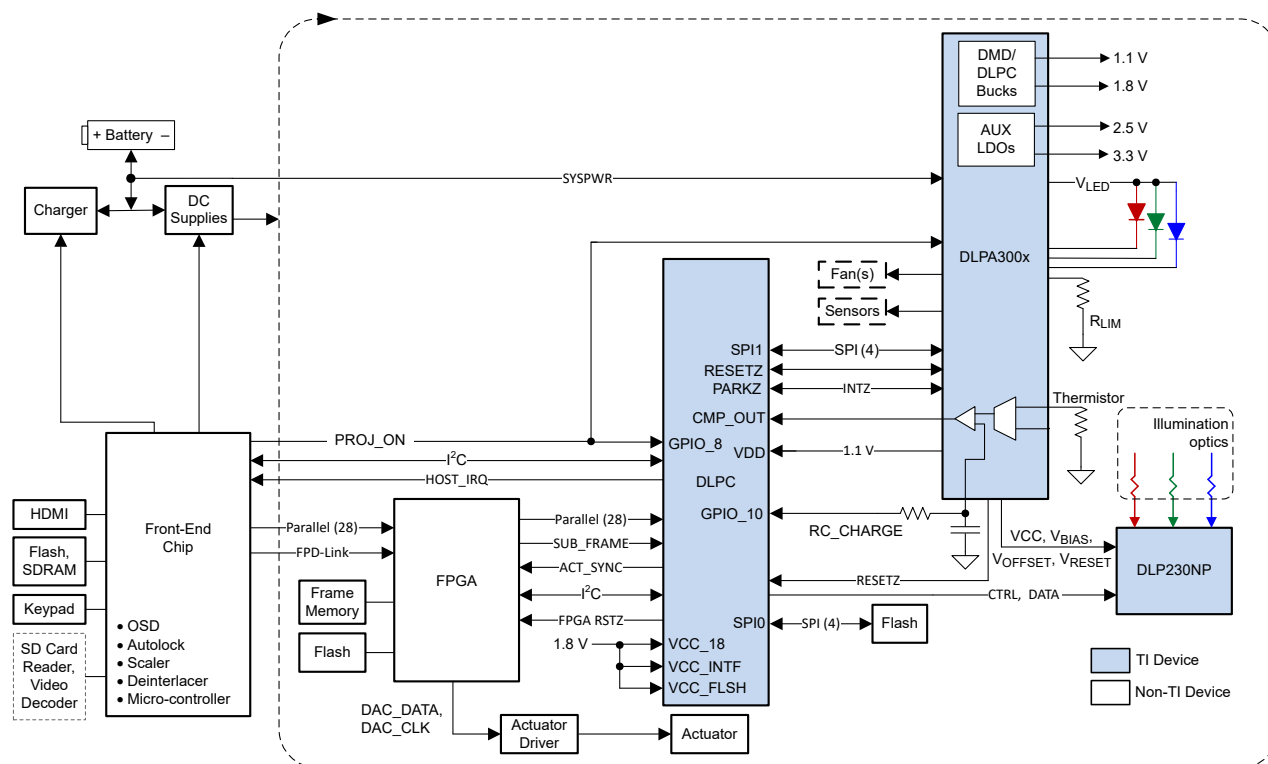 DMD/
DLPC
Bucks
1.1 V
1.8 V
AUX
LDOs
2.5 V
3.3 V
+ Battery –
SYSPWR
VLED
Charger
DC
Supplies
DLPA300x
Fan(s)
Sensors
RLIM
SPI1
SPI (4)
RESETZ
PARKZ
INTZ
CMP_OUT
Thermistor
PROJ_ON
GPIO_8
VDD
1.1 V
I2C
HOST_IRQ
DLPC
Illumination
optics
HDMI
Front-End
Chip
Parallel (28)
Parallel (28)
GPIO_10
RC_CHARGE
Flash,
SDRAM
FPD-Link
SUB_FRAME
VCC, VBIAS,
VOFFSET, VRESET
FPGA
ACT_SYNC
RESETZ
DLP230NP
Keypad
Frame
Memory
I2C
CTRL, DATA
FPGA RSTZ
SPI0
SPI (4)
Flash
• OSD
• Autolock
• Scaler
• Deinterlacer
• Micro-controller
SD Card
Reader,
Video
Decoder
Flash
1.8 V
VCC_18
VCC_INTF
VCC_FLSH
TI Device
Non-TI Device
DAC_DATA,
DAC_CLK
Actuator
Driver
Actuator